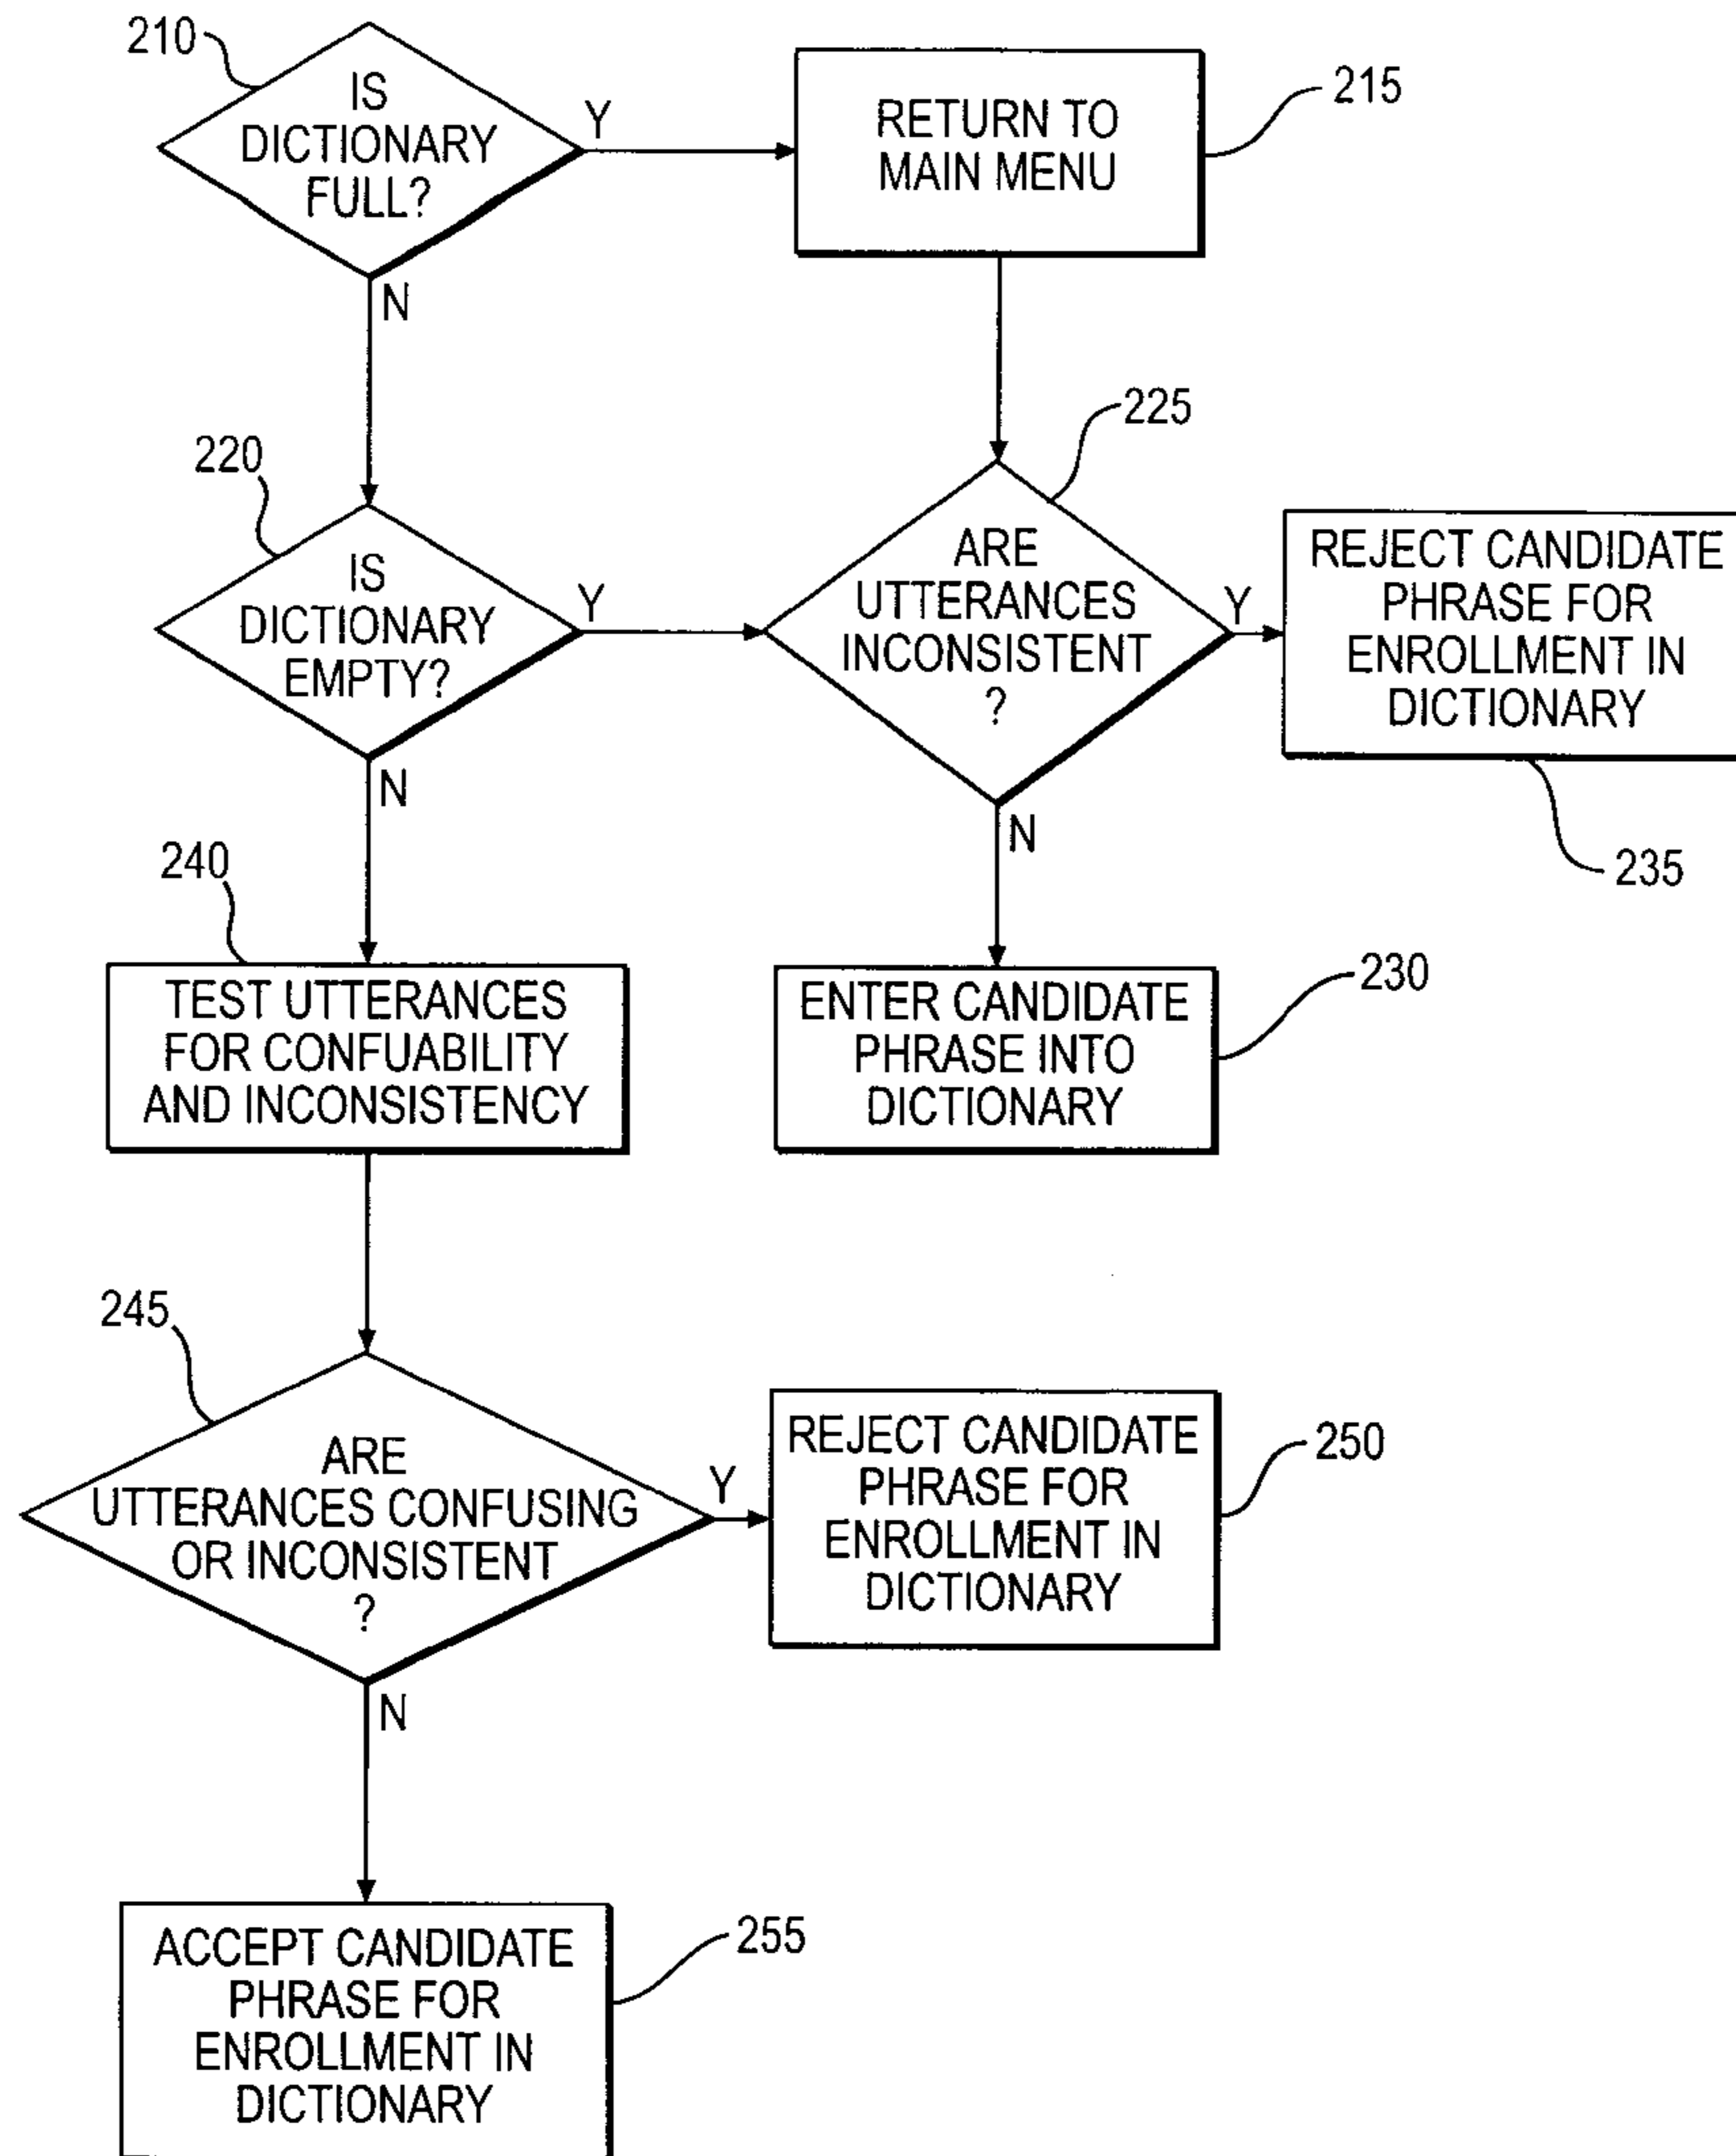 210
IS
DICTIONARY
FULL?
Y
N
RETURN TO
MAIN MENU
215
220
IS
DICTIONARY
EMPTY?
Y
N
225
ARE
UTTERANCES
INCONSISTENT
?
Y
N
REJECT CANDIDATE
PHRASE FOR
ENROLLMENT IN
DICTIONARY
235
240
TEST UTTERANCES
FOR CONFUABILITY
AND INCONSISTENCY
ENTER CANDIDATE
PHRASE INTO
DICTIONARY
230
245
ARE
UTTERANCES CONFUSING
OR INCONSISTENT
?
Y
N
REJECT CANDIDATE
PHRASE FOR
ENROLLMENT IN
DICTIONARY
250
ACCEPT CANDIDATE
PHRASE FOR
ENROLLMENT IN
DICTIONARY
255